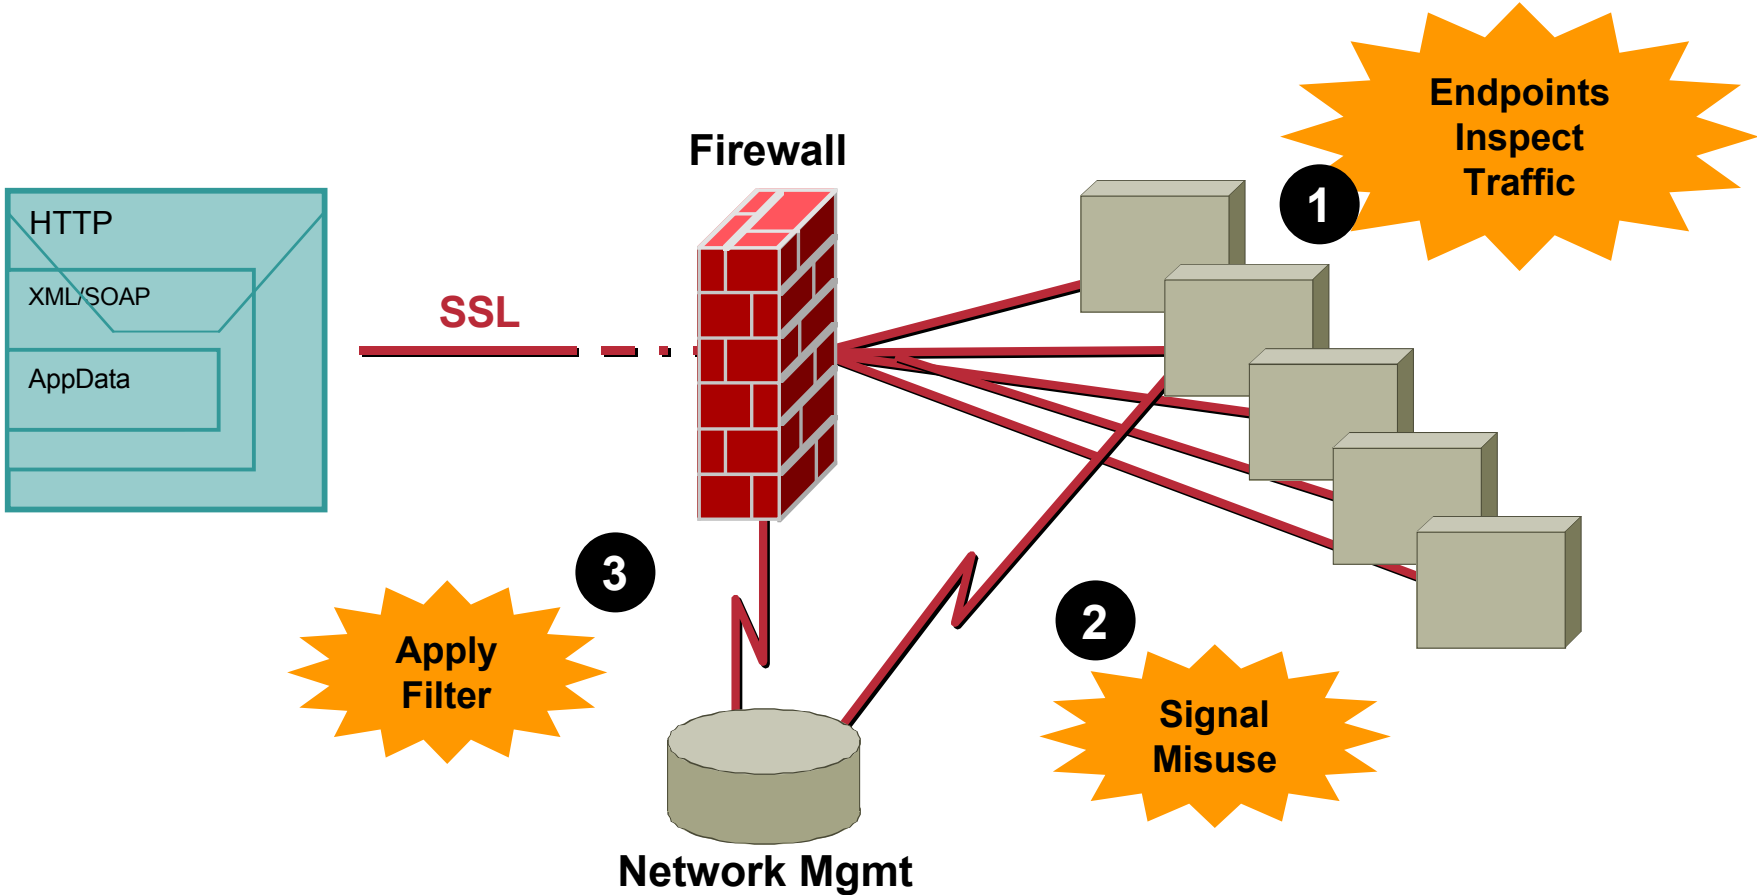 Endpoints
Inspect
Traffic
1
Firewall
HTTP
XML/SOAP
AppData
SSL
3
Apply
Filter
2
Signal
Misuse
Network Mgmt